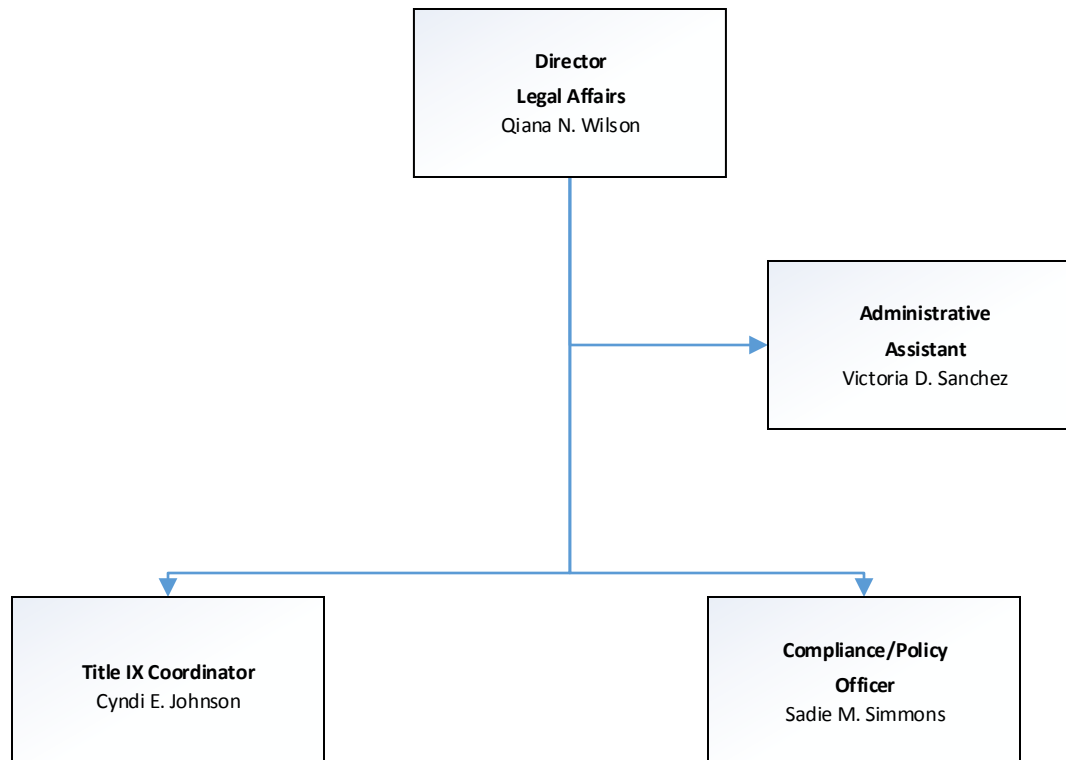 Director
Legal Affairs
Qiana N. Wilson
Administrative
Assistant
Victoria D. Sanchez
Title IX Coordinator
Cyndi E. Johnson
Compliance/Policy
Officer
Sadie M. Simmons